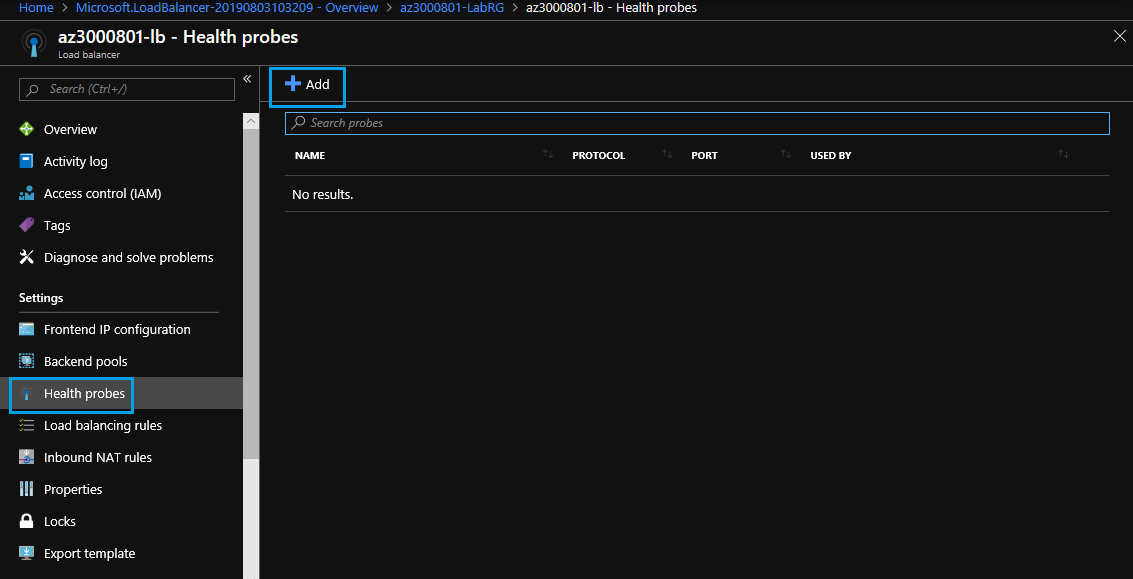 Home > Microsoft.LoadBalancer-20190803103209 - Overview > az3000801-LabRG > az3000801-lb - Health probes
az3000801-lb - Health probes
Load balancer
Search (Ctrl+/)
Overview
Activity log
Access control (IAM)
Tags
Diagnose and solve problems
Settings
Frontend IP configuration
Backend pools
Health probes
Load balancing rules
Inbound NAT rules
Properties
Locks
Export template
Add
Search probes
NAME PROTOCOL PORT USED BY
No results.